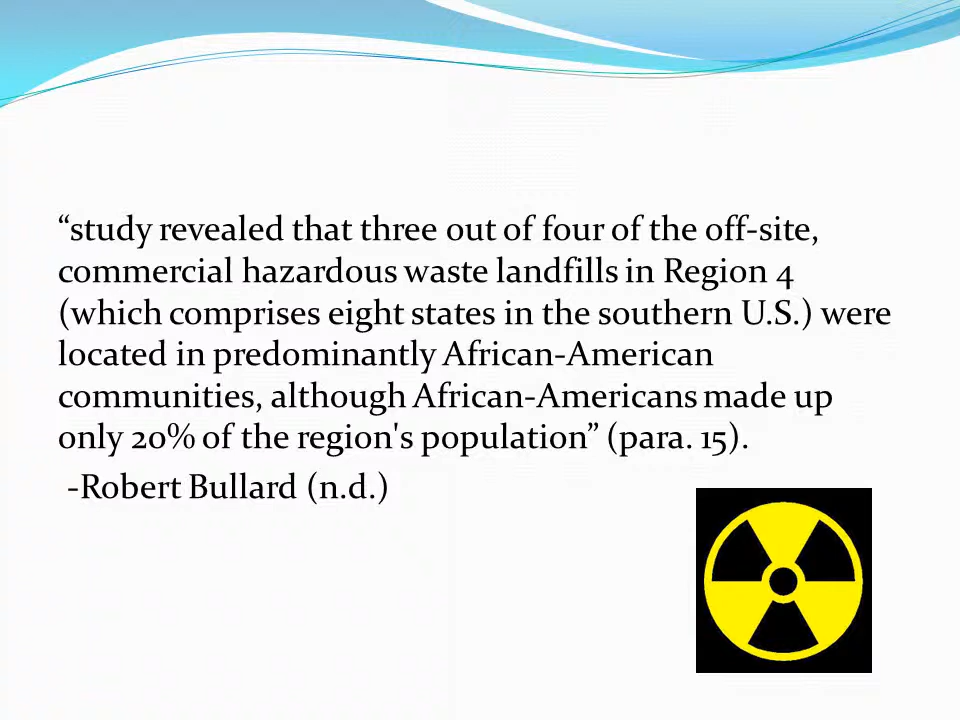 “study revealed that three out of four of the off-site,
commercial hazardous waste landfills in Region 4
(which comprises eight states in the southern U.S.) were
located in predominantly African-American
communities, although African-Americans made up
only 20% of the region's population” (para. 15).
-Robert Bullard (n.d.)